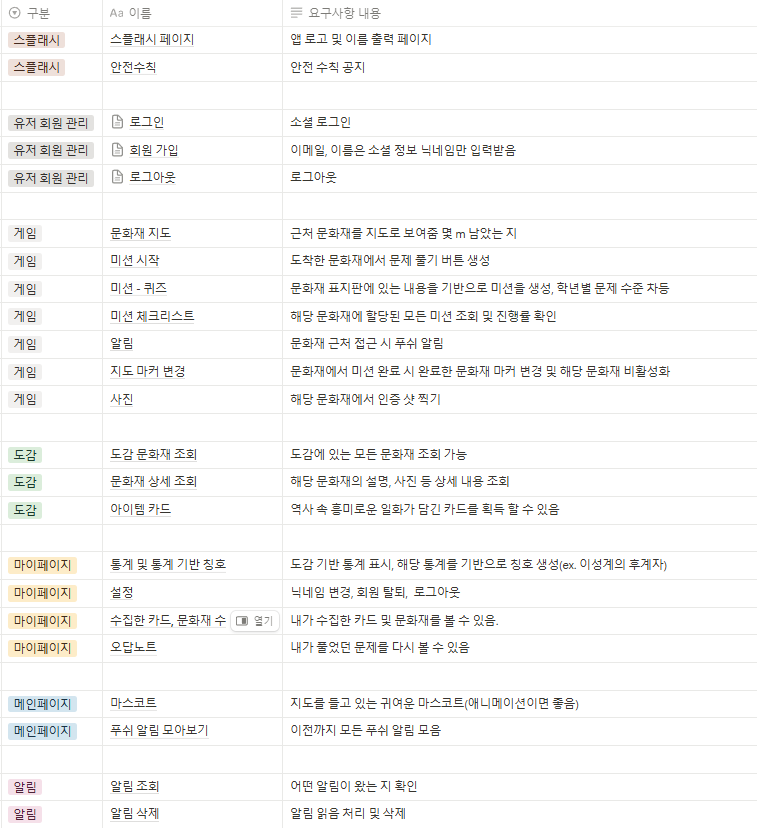 구분 Aa 이름 요구사항 내용
스플래시 스플래시 페이지 앱 로고 및 이름 출력 페이지
스플래시 안전수칙 안전 수칙 공지
유저 회원 관리 로그인 소셜 로그인
유저 회원 관리 회원 가입 이메일, 이름은 소셜 정보 닉네임만 입력받음
유저 회원 관리 로그아웃 로그아웃
게임 문화재 지도 근처 문화재를 지도로 보여줌 몇 m 남았는 지
게임 미션 시작 도착한 문화재에서 문제 풀기 버튼 생성
게임 미션 - 퀴즈 문화재 표지판에 있는 내용을 기반으로 미션을 생성, 학년별 문제 수준 차등
게임 미션 체크리스트 해당 문화재에 할당된 모든 미션 조회 및 진행률 확인
게임 알림 문화재 근처 접근 시 푸쉬 알림
게임 지도 마커 변경 문화재에서 미션 완료 시 완료한 문화재 마커 변경 및 해당 문화재 비활성화
게임 사진 해당 문화재에서 인증 샷 찍기
도감 도감 문화재 조회 도감에 있는 모든 문화재 조회 가능
도감 문화재 상세 조회 해당 문화재의 설명, 사진 등 상세 내용 조회
도감 아이템 카드 역사 속 흥미로운 일화가 담긴 카드를 획득 할 수 있음
마이페이지 통계 및 통계 기반 칭호 도감 기반 통계 표시, 해당 통계를 기반으로 칭호 생성(ex. 이성계의 후계자)
마이페이지 설정 닉네임 변경, 회원 탈퇴, 로그아웃
마이페이지 수집한 카드, 문화재 수 열기 내가 수집한 카드 및 문화재를 볼 수 있음.
마이페이지 오답노트 내가 풀었던 문제를 다시 볼 수 있음
메인페이지 마스코트 지도를 들고 있는 귀여운 마스코트(애니메이션이면 좋음)
메인페이지 푸쉬 알림 모아보기 이전까지 모든 푸쉬 알림 모음
알림 알림 조회 어떤 알림이 왔는 지 확인
알림 알림 삭제 알림 읽음 처리 및 삭제